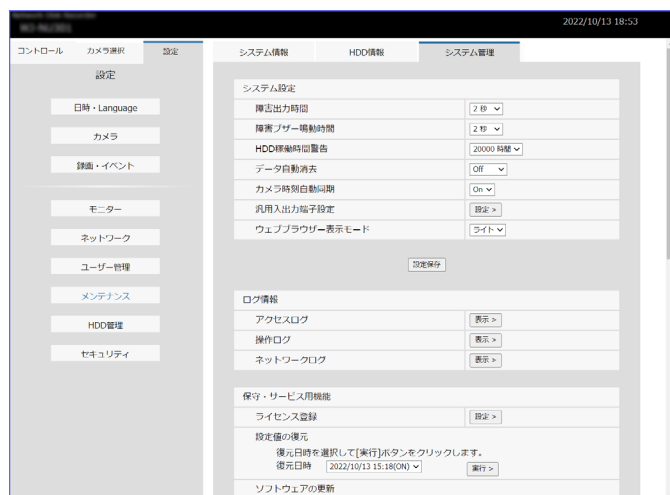 2022/10/13 18:53
コントロール カメラ選択 設定
システム情報 HDD情報 システム管理
設定
日時・Language
カメラ
録画・イベント
モニター
ネットワーク
ユーザー管理
メンテナンス
HDD管理
セキュリティ
システム設定
障害出力時間 2 秒
障害ブザー鳴動時間 2 秒
HDD稼働時間警告 20000 時間
データ自動消去 Off
カメラ時刻自動同期 On
汎用入出力端子設定 設定 >
ウェブブラウザー表示モード ライト
設定保存
ログ情報
アクセスログ 表示 >
操作ログ 表示 >
ネットワークログ 表示 >
保守・サービス用機能
ライセンス登録 設定 >
設定値の復元
復元日時を選択して[実行]ボタンをクリックします。
復元日時 2022/10/13 15:18(ON) 実行 >
ソフトウェアの更新